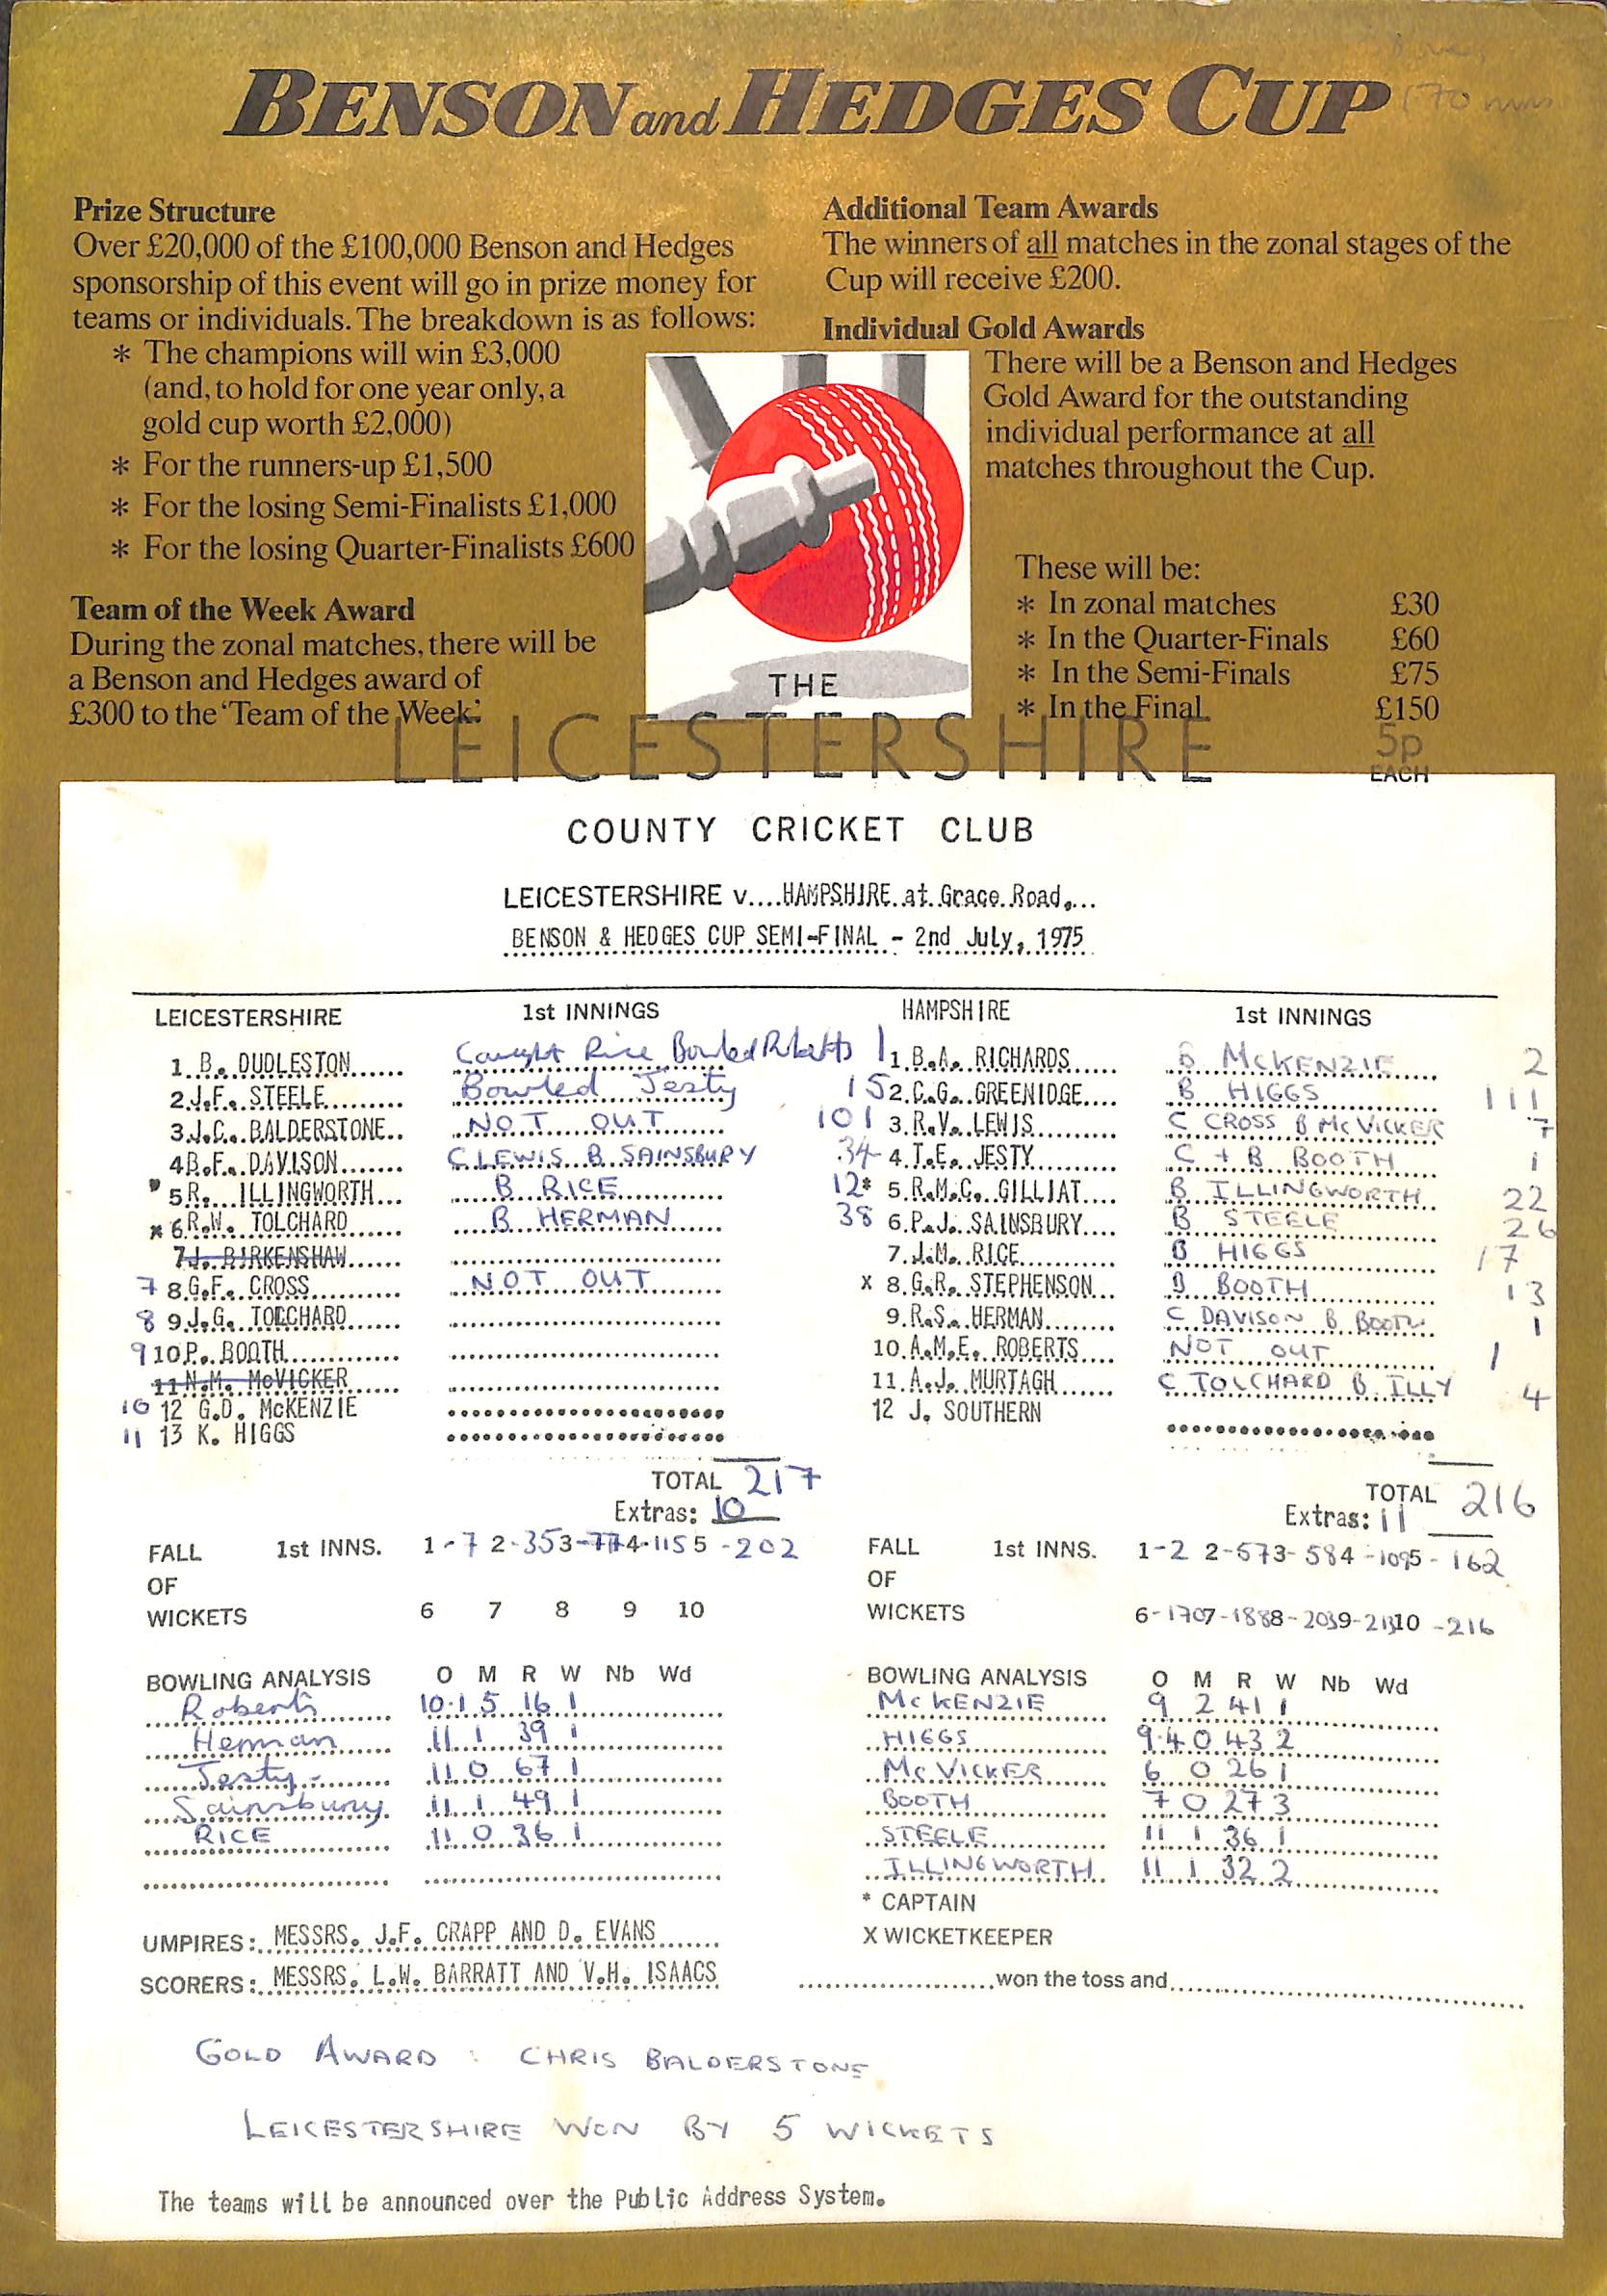 BENSON and HEDGES CUP
170 mins
Prize Structure
Over £20,000 of the £100,000 Benson and Hedges
sponsorship of this event will go in prize money for
teams or individuals. The breakdown is as follows:
* The champions will win £3,000
(and, to hold for one year only, a
gold cup worth £2,000)
* For the runners-up £1,500
* For the losing Semi-Finalists £1,000
* For the losing Quarter-Finalists £600
Team of the Week Award
During the zonal matches, there will be
a Benson and Hedges award of
£300 to the 'Team of the Week.'
Additional Team Awards
The winners of all matches in the zonal stages of the
Cup will receive £200.
Individual Gold Awards
There will be a Benson and Hedges
Gold Award for the outstanding
individual performance at all
matches throughout the Cup.
These will be:
* In zonal matches £30
* In the Quarter-Finals £60
* In the Semi-Finals £75
* In the Final £150
THE
LEICESTERSHIRE
5p
EACH
COUNTY CRICKET CLUB
LEICESTERSHIRE v....HAMPSHIRE at Grace Road,...
BENSON & HEDGES CUP SEMI-FINAL - 2nd July, 1975
LEICESTERSHIRE 1st INNINGS
1 B. DUDLESTON Caught Rice Bowled Roberts 1
2 J.F. STEELE Bowled Jesty 15
3 J.C. BALDERSTONE NOT OUT 101
4 B.F. DAVISON C LEWIS B SAINSBURY 34
* 5 R. ILLINGWORTH B RICE 12
x 6 R.W. TOLCHARD B HERMAN 38
7 J. BIRKENSHAW
7 8 G.F. CROSS NOT OUT
8 9 J.G. TOLCHARD
9 10 P. BOOTH
11 N.M. McVICKER
10 12 G.D. McKENZIE
11 13 K. HIGGS
TOTAL 217
Extras: 10
FALL 1st INNS. 1-7 2-35 3-77 4-115 5-202
OF
WICKETS 6 7 8 9 10
BOWLING ANALYSIS O M R W Nb Wd
Roberts 10.1 5 16 1
Herman 11 1 39 1
Jesty 11 0 67 1
Sainsbury 11 1 49 1
RICE 11 0 36 1
UMPIRES: MESSRS. J.F. CRAPP AND D. EVANS
SCORERS: MESSRS. L.W. BARRATT AND V.H. ISAACS
HAMPSHIRE 1st INNINGS
1 B.A. RICHARDS B McKENZIE 2
2. C.G. GREENIDGE B HIGGS 111
3. R.V. LEWIS C CROSS B McVICKER 7
4. T.E. JESTY C + B BOOTH 1
* 5. R.M.C. GILLIAT B ILLINGWORTH 22
6. P.J. SAINSBURY B STEELE 26
7. J.M. RICE B HIGGS 17
x 8. G.R. STEPHENSON B BOOTH 13
9. R.S. HERMAN C DAVISON B BOOTH 1
10. A.M.E. ROBERTS NOT OUT 1
11. A.J. MURTAGH C TOLCHARD B ILLY 4
12 J. SOUTHERN
TOTAL 216
Extras: 11
FALL 1st INNS. 1-2 2-57 3-58 4-109 5-162
OF
WICKETS 6-170 7-188 8-203 9-213 10-216
BOWLING ANALYSIS O M R W Nb Wd
McKENZIE 9 2 41 1
HIGGS 9.4 0 43 2
McVICKER 6 0 26 1
BOOTH 7 0 27 3
STEELE 11 1 36 1
ILLINGWORTH 11 1 32 2
* CAPTAIN
X WICKETKEEPER
won the toss and
GOLD AWARD : CHRIS BALDERSTONE
LEICESTERSHIRE WON BY 5 WICKETS
The teams will be announced over the Public Address System.